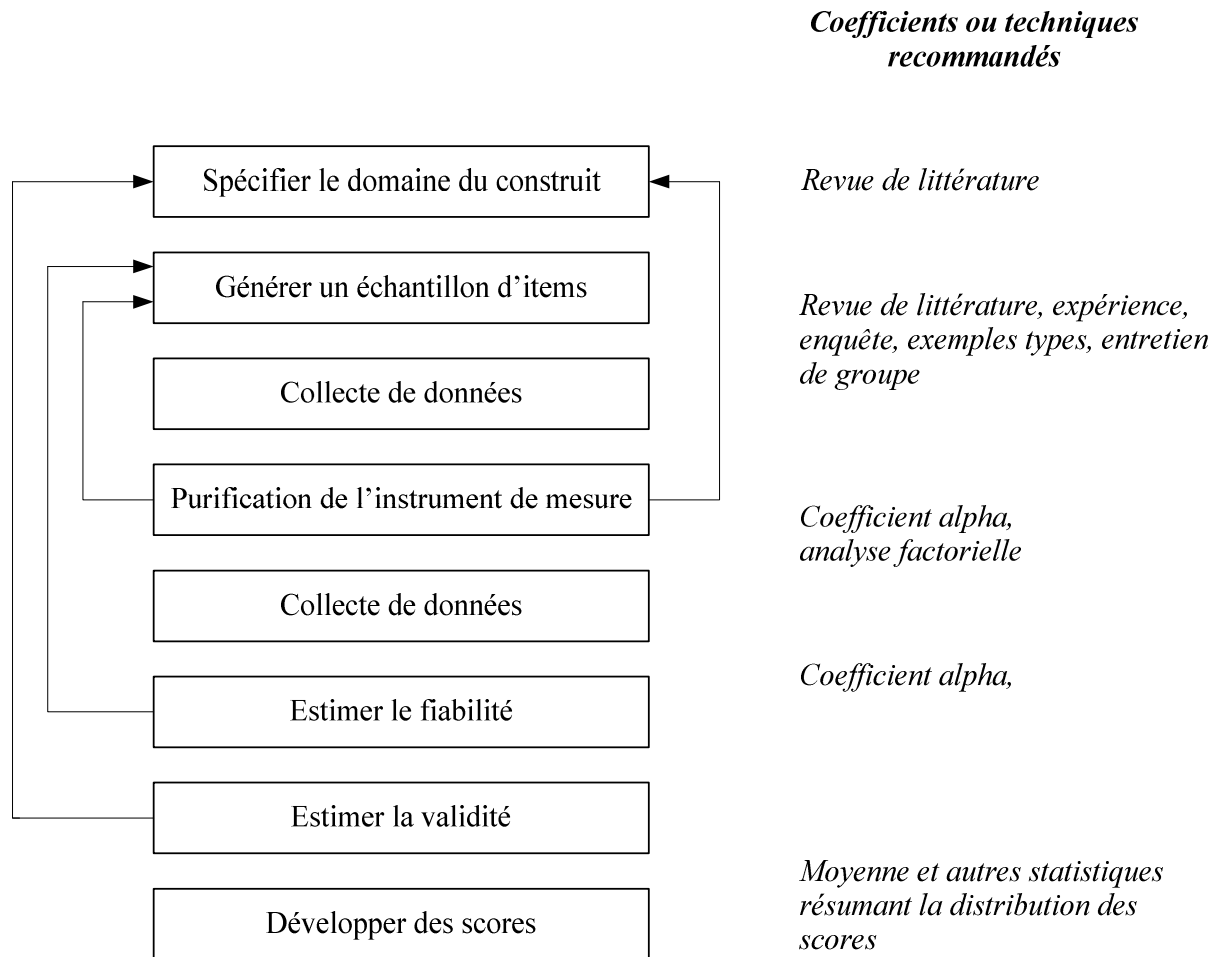 Coefficients ou techniques
recommandés
Spécifier le domaine du construit
Revue de littérature
Générer un échantillon d’items
Revue de littérature, expérience,
enquête, exemples types, entretien
de groupe
Collecte de données
Purification de l’instrument de mesure
Coefficient alpha,
analyse factorielle
Collecte de données
Coefficient alpha,
Estimer le fiabilité
Estimer la validité
Développer des scores
Moyenne et autres statistiques
résumant la distribution des
scores